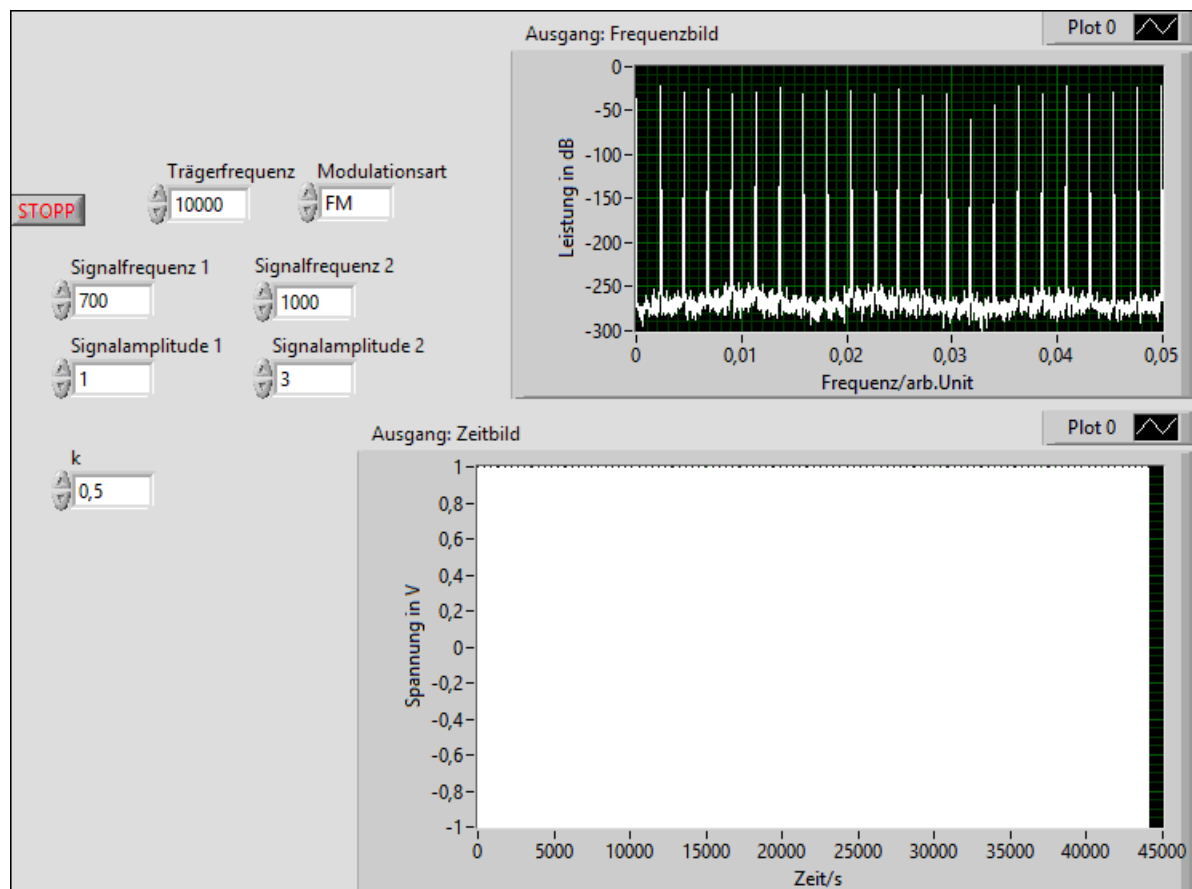 Ausgang: Frequenzbild
Plot 0
0
-50
-100
-150
-200
-250
-300
Leistung in dB
0 0,01 0,02 0,03 0,04 0,05
Frequenz/arb.Unit
Trägerfrequenz Modulationsart
STOPP 10000 FM
Signalfrequenz 1 Signalfrequenz 2
700 1000
Signalamplitude 1 Signalamplitude 2
1 3
k
0,5
Ausgang: Zeitbild
Plot 0
1
0,8
0,6
0,4
0,2
0
-0,2
-0,4
-0,6
-0,8
-1
Spannung in V
0 5000 10000 15000 20000 25000 30000 35000 40000 45000
Zeit/s